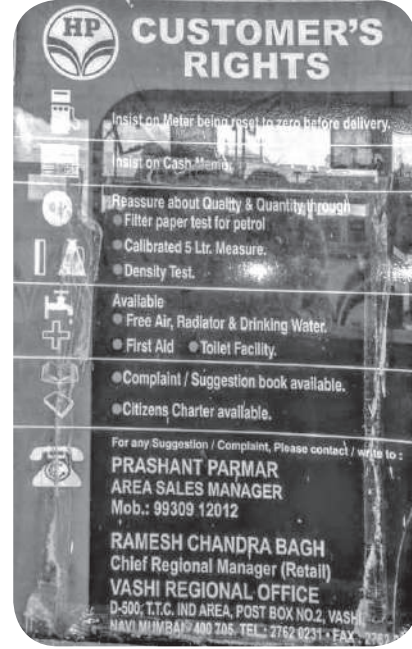 HP
CUSTOMER'S
RIGHTS
Insist on Meter being reset to zero before delivery.
Insist on Cash Memo.
Reassure about Quality & Quantity through
Filter paper test for petrol
Calibrated 5 Ltr. Measure.
Density Test.
Available
Free Air, Radiator & Drinking Water.
First Aid Toilet Facility.
Complaint / Suggestion book available.
Citizens Charter available.
For any Suggestion / Complaint, Please contact / write to :
PRASHANT PARMAR
AREA SALES MANAGER
Mob.: 99309 12012
RAMESH CHANDRA BAGH
Chief Regional Manager (Retail)
VASHI REGIONAL OFFICE
D-500, T.T.C. IND AREA, POST BOX NO.2, VASHI,
NAVI MUMBAI - 400 705. TEL : 2762 0231 • FAX : 2762